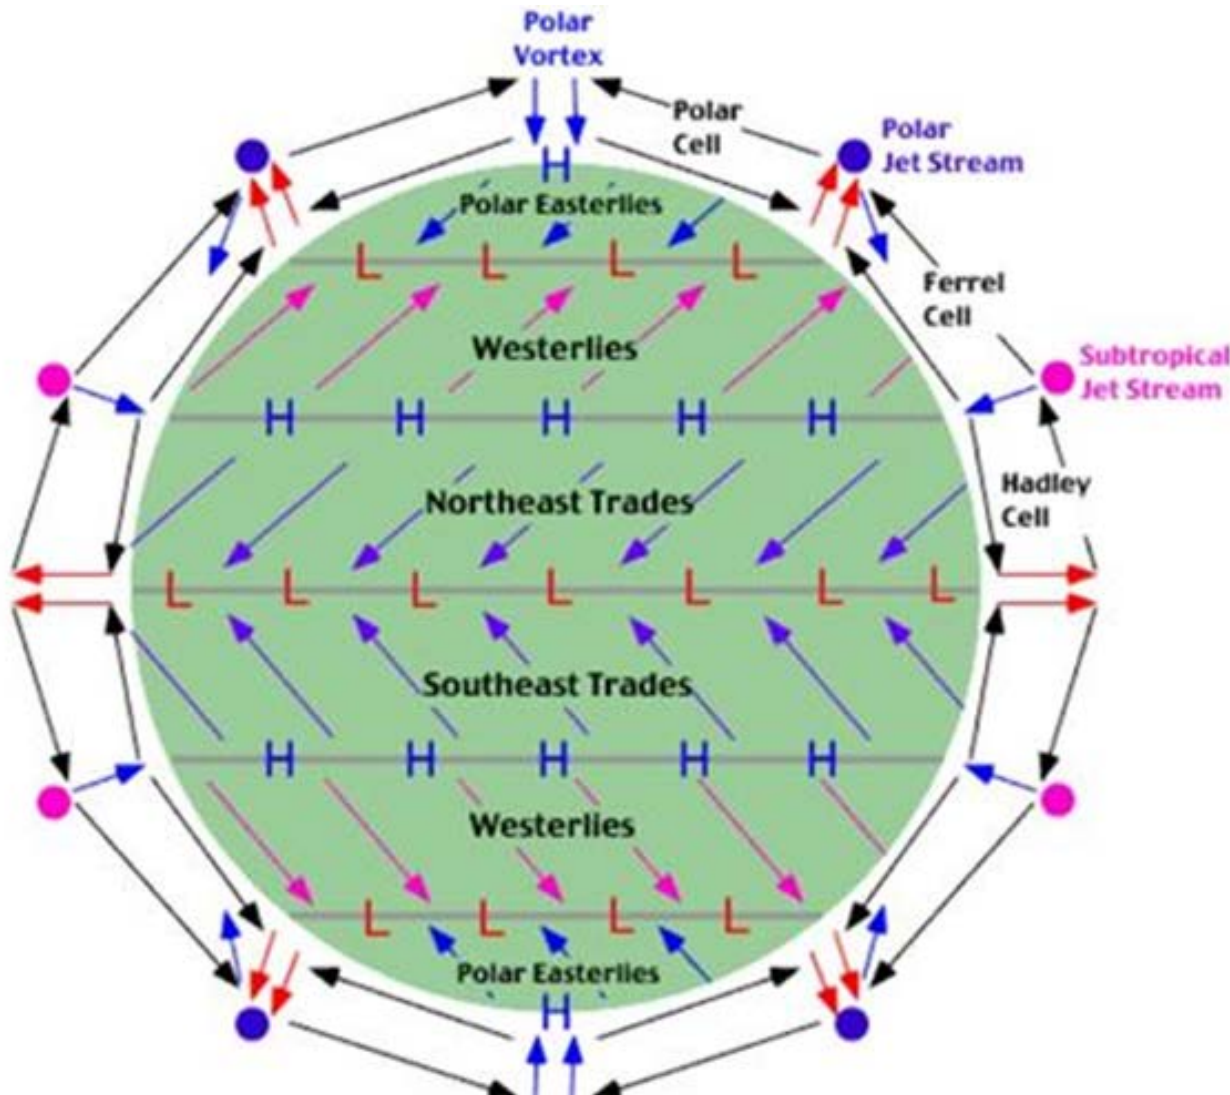 Polar
Vortex
Polar
Cell
Polar
Jet Stream
H
Polar Easterlies
L L L L
Ferrel
Cell
Westerlies
Subtropical
Jet Stream
H H H H H
Hadley
Cell
Northeast Trades
L L L L L L L
Southeast Trades
H H H H H
Westerlies
L L L L
Polar Easterlies
H